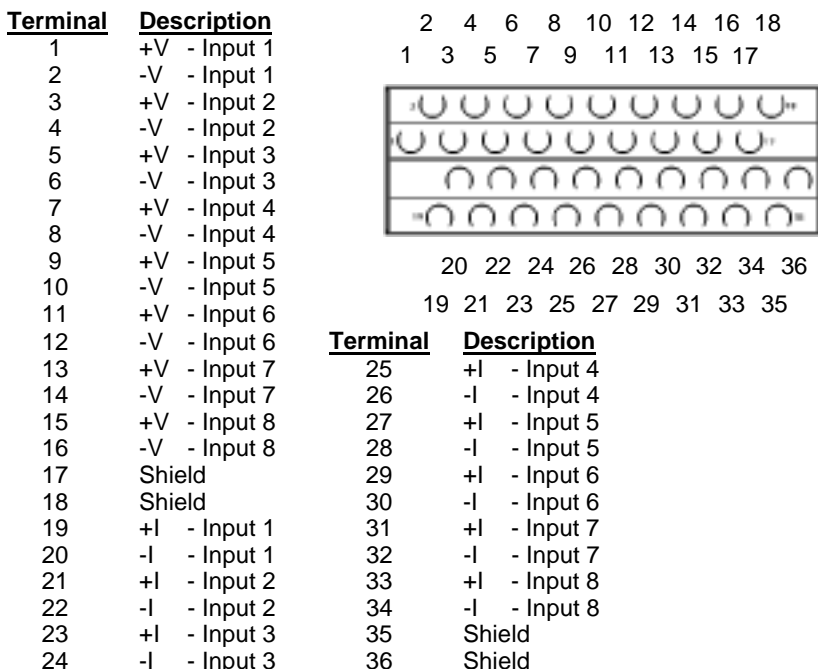 Terminal Description
1 +V - Input 1
2 -V - Input 1
3 +V - Input 2
4 -V - Input 2
5 +V - Input 3
6 -V - Input 3
7 +V - Input 4
8 -V - Input 4
9 +V - Input 5
10 -V - Input 5
11 +V - Input 6
12 -V - Input 6
13 +V - Input 7
14 -V - Input 7
15 +V - Input 8
16 -V - Input 8
17 Shield
18 Shield
19 +I - Input 1
20 -I - Input 1
21 +I - Input 2
22 -I - Input 2
23 +I - Input 3
24 -I - Input 3
2 4 6 8 10 12 14 16 18
1 3 5 7 9 11 13 15 17
20 22 24 26 28 30 32 34 36
19 21 23 25 27 29 31 33 35
Terminal Description
25 +I - Input 4
26 -I - Input 4
27 +I - Input 5
28 -I - Input 5
29 +I - Input 6
30 -I - Input 6
31 +I - Input 7
32 -I - Input 7
33 +I - Input 8
34 -I - Input 8
35 Shield
36 Shield